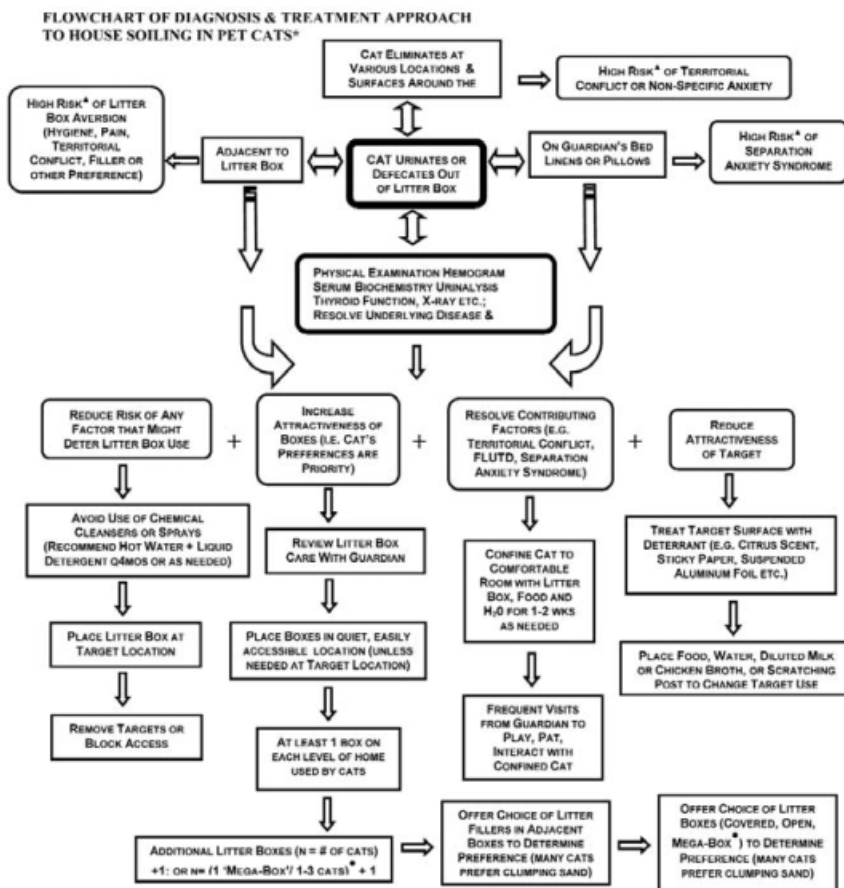 FLOWCHART OF DIAGNOSIS & TREATMENT APPROACH
TO HOUSE SOILING IN PET CATS*
CAT ELIMINATES AT
VARIOUS LOCATIONS &
SURFACES AROUND THE
HIGH RISK▲ OF TERRITORIAL
CONFLICT OR NON-SPECIFIC ANXIETY
HIGH RISK▲ OF LITTER
BOX AVERSION
(HYGIENE, PAIN,
TERRITORIAL
CONFLICT, FILLER OR
OTHER PREFERENCE)
ADJACENT TO
LITTER BOX
CAT URINATES OR
DEFECATES OUT
OF LITTER BOX
ON GUARDIAN'S BED
LINENS OR PILLOWS
HIGH RISK▲ OF
SEPARATION
ANXIETY SYNDROME
PHYSICAL EXAMINATION HEMOGRAM
SERUM BIOCHEMISTRY URINALYSIS
THYROID FUNCTION, X-RAY ETC.;
RESOLVE UNDERLYING DISEASE &
REDUCE RISK OF ANY
FACTOR THAT MIGHT
DETER LITTER BOX USE
+
INCREASE
ATTRACTIVENESS OF
BOXES (I.E. CAT'S
PREFERENCES ARE
PRIORITY)
+
RESOLVE CONTRIBUTING
FACTORS (E.G.
TERRITORIAL CONFLICT,
FLUTD, SEPARATION
ANXIETY SYNDROME)
+
REDUCE
ATTRACTIVENESS
OF TARGET
AVOID USE OF CHEMICAL
CLEANSERS OR SPRAYS
(RECOMMEND HOT WATER + LIQUID
DETERGENT Q4MOS OR AS NEEDED)
REVIEW LITTER BOX
CARE WITH GUARDIAN
CONFINE CAT TO
COMFORTABLE
ROOM WITH LITTER
BOX, FOOD AND
H₂0 FOR 1-2 WKS
AS NEEDED
TREAT TARGET SURFACE WITH
DETERRANT (E.G. CITRUS SCENT,
STICKY PAPER, SUSPENDED
ALUMINUM FOIL ETC.)
PLACE LITTER BOX AT
TARGET LOCATION
PLACE BOXES IN QUIET, EASILY
ACCESSIBLE LOCATION (UNLESS
NEEDED AT TARGET LOCATION)
PLACE FOOD, WATER, DILUTED MILK
OR CHICKEN BROTH, OR SCRATCHING
POST TO CHANGE TARGET USE
REMOVE TARGETS OR
BLOCK ACCESS
AT LEAST 1 BOX ON
EACH LEVEL OF HOME
USED BY CATS
FREQUENT VISITS
FROM GUARDIAN TO
PLAY, PAT,
INTERACT WITH
CONFINED CAT
ADDITIONAL LITTER BOXES (N = # OF CATS)
+1; OR N= (1 'MEGA-BOX'/ 1-3 CATS)● + 1
OFFER CHOICE OF LITTER
FILLERS IN ADJACENT
BOXES TO DETERMINE
PREFERENCE (MANY CATS
PREFER CLUMPING SAND)
OFFER CHOICE OF LITTER
BOXES (COVERED, OPEN,
MEGA-BOX●) TO DETERMINE
PREFERENCE (MANY CATS
PREFER CLUMPING SAND)